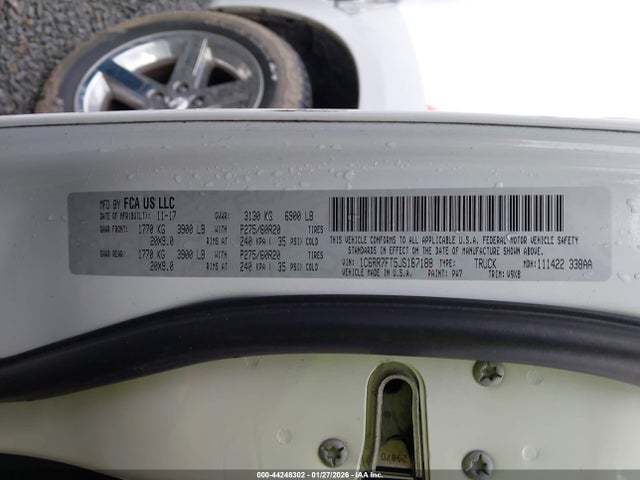 MFD BY FCA US LLC
DATE OF MFR(BUILT): 11-17 GVWR: 3130 KG 6900 LB
GAWR FRONT: 1770 KG 3900 LB WITH P275/60R20 TIRES
20X9.0 RIMS AT 240 KPA ( 35 PSI) COLD
GAWR REAR: 1770 KG 3900 LB WITH P275/60R20 TIRES
20X9.0 RIMS AT 240 KPA ( 35 PSI) COLD
THIS VEHICLE CONFORMS TO ALL APPLICABLE U.S.A. FEDERAL MOTOR VEHICLE
SAFETY STANDARDS IN EFFECT ON THE DATE OF MANUFACTURE SHOWN ABOVE.
VIN: 1C6RR7FT5JS167188 TYPE: TRUCK MDH: 111422 338AA
MADE IN U.S.A. PAINT: PW7 TRIM: V9X8
29870
000-44248302 - 01/27/2026 - IAA, Inc.